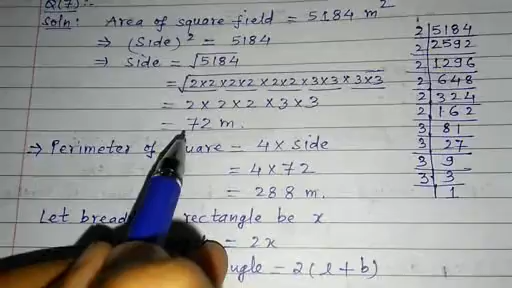 Q(7):-
Soln: Area of square field = 5184 m²
⇒ (Side)² = 5184
⇒ Side = √5184
= √2×2×2×2×2×2×3×3×3×3
= 2×2×2×3×3
= 72 m.
⇒ Perimeter of = 4 × Side
= 4×72
= 288 m.
Let rectangle be x
= 2x
= 2(l+b)
2 | 5184
2 | 2592
2 | 1296
2 | 648
2 | 324
2 | 162
3 | 81
3 | 27
3 | 9
3 | 3
| 1